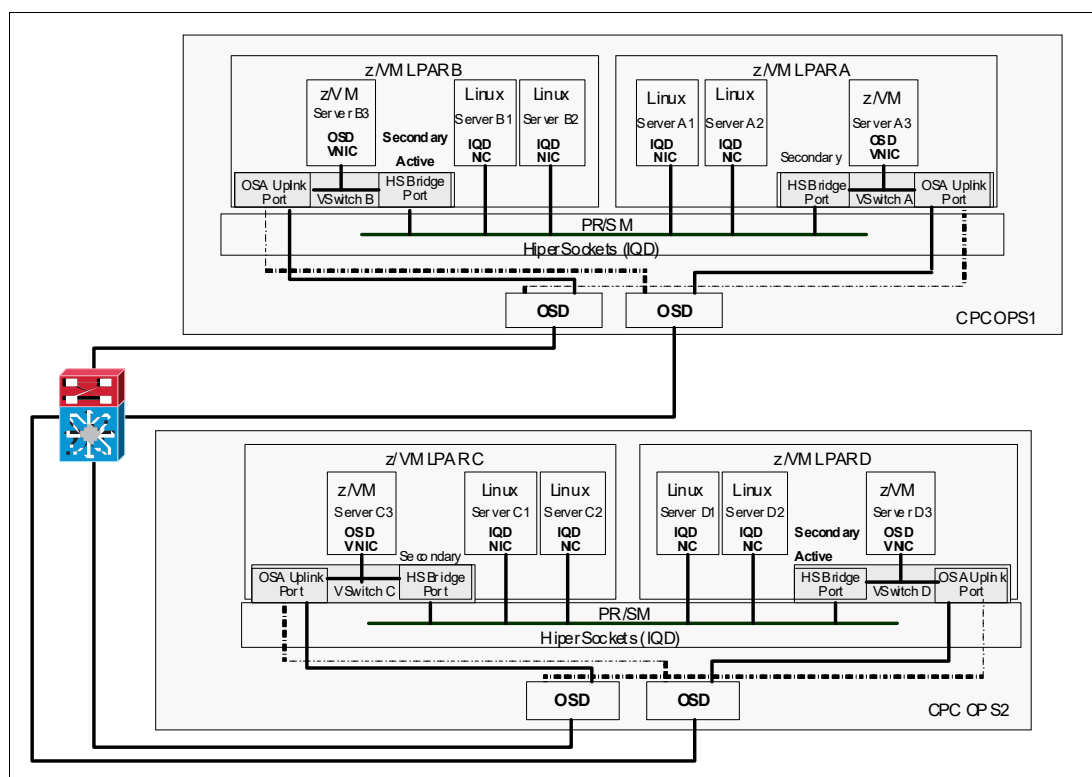 z/VM LPARB
z/VM
Server B3
OSD
VNIC
Secondary
Active
Linux
Server B1
IQD
NIC
Linux
Server B2
IQD
NIC
OSA Uplnk
Port
VSwitch B
HS Bridge
Port
z/VM LPARA
Linux
Server A1
IQD
NIC
Linux
Server A2
IQD
NIC
z/VM
Server A3
OSD
VNIC
Secondary
HS Bridge
Port
VSwitch A
OSA Uplink
Port
PR/SM
HiperSockets (IQD)
OSD
OSD
CPC OPS1
z/VM LPARC
z/VM
Server C3
OSD
VNIC
Secondary
Linux
Server C1
IQD
NIC
Linux
Server C2
IQD
NIC
OSA Uplink
Port
VSwitch C
HS Bridge
Port
z/VM LPARD
Linux
Server D1
IQD
NIC
Linux
Server D2
IQD
NIC
Secondary
Active
z/VM
Server D3
OSD
VNIC
HS Bridge
Port
VSwitch D
OSA Uplink
Port
PR/SM
HiperSockets (IQD)
OSD
OSD
CPC OPS2